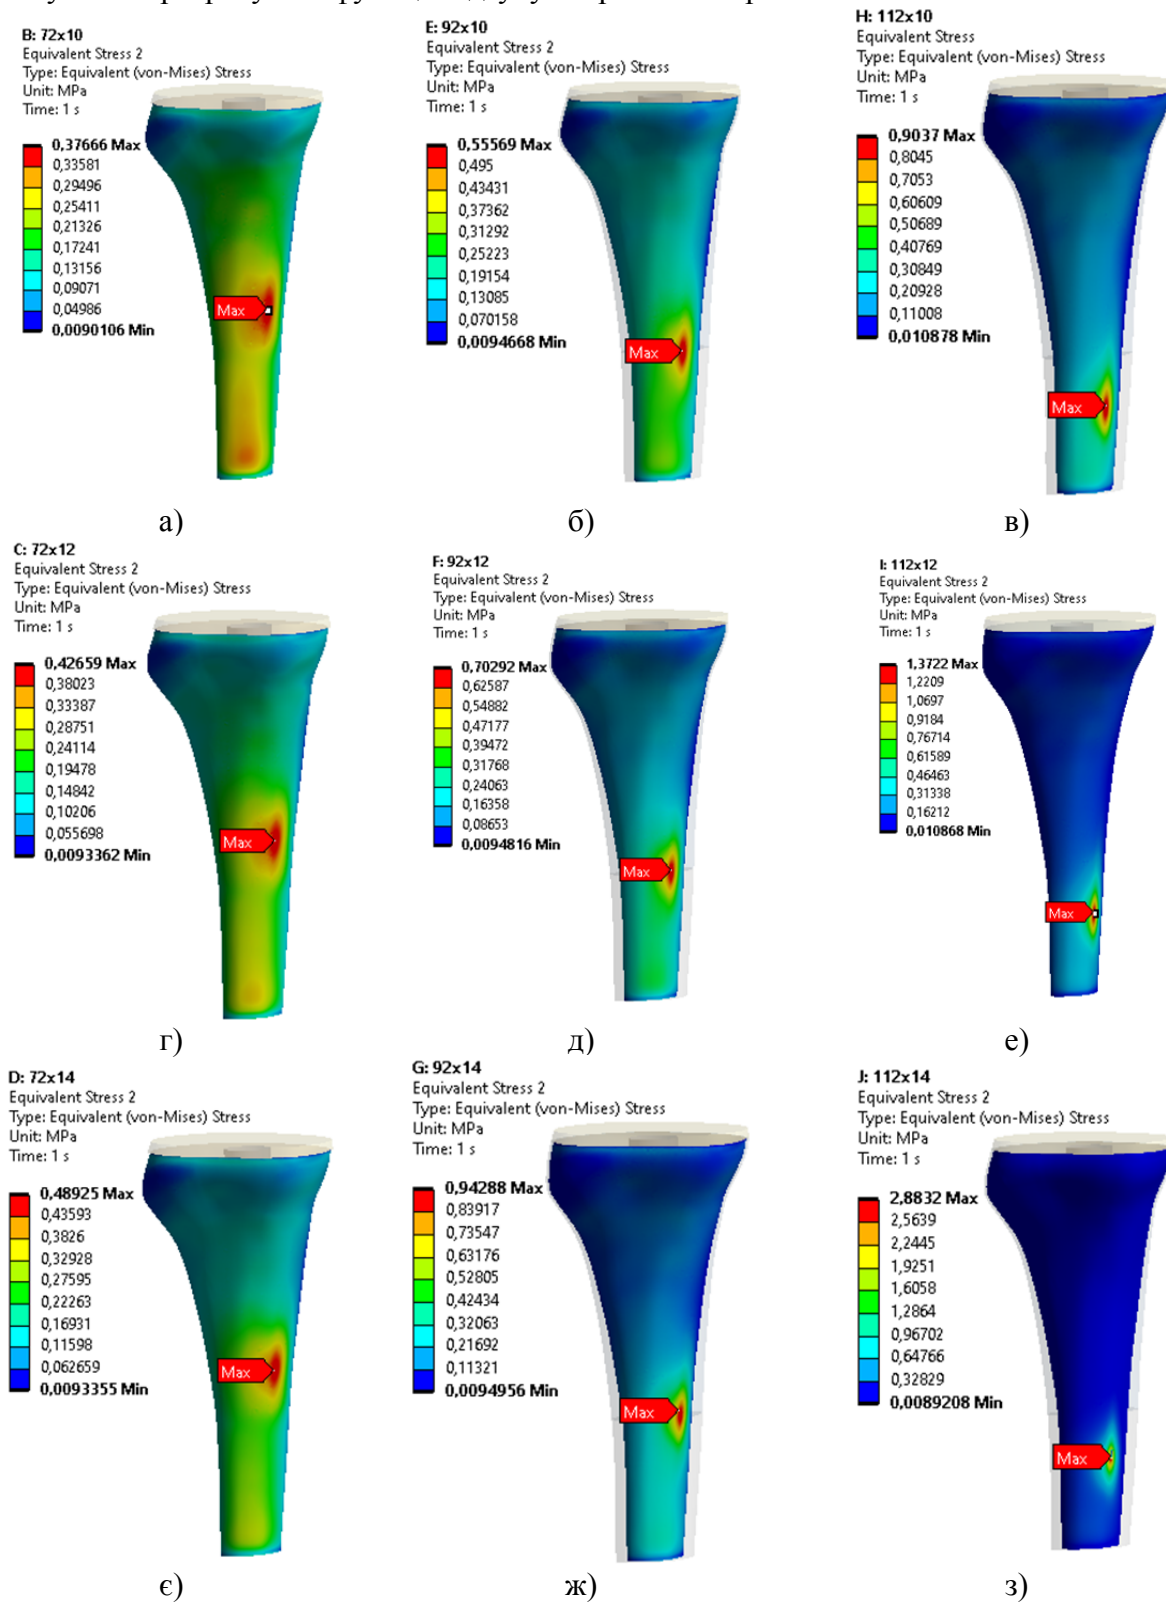 B: 72x10
Equivalent Stress 2
Type: Equivalent (von-Mises) Stress
Unit: MPa
Time: 1 s
0,37666 Max
0,33581
0,29496
0,25411
0,21326
0,17241
0,13156
0,09071
0,04986
0,0090106 Min
Max
а)
E: 92x10
Equivalent Stress 2
Type: Equivalent (von-Mises) Stress
Unit: MPa
Time: 1 s
0,55569 Max
0,495
0,43431
0,37362
0,31292
0,25223
0,19154
0,13085
0,070158
0,0094668 Min
Max
б)
H: 112x10
Equivalent Stress
Type: Equivalent (von-Mises) Stress
Unit: MPa
Time: 1 s
0,9037 Max
0,8045
0,7053
0,60609
0,50689
0,40769
0,30849
0,20928
0,11008
0,010878 Min
Max
в)
C: 72x12
Equivalent Stress 2
Type: Equivalent (von-Mises) Stress
Unit: MPa
Time: 1 s
0,42659 Max
0,38023
0,33387
0,28751
0,24114
0,19478
0,14842
0,10206
0,055698
0,0093362 Min
Max
г)
F: 92x12
Equivalent Stress 2
Type: Equivalent (von-Mises) Stress
Unit: MPa
Time: 1 s
0,70292 Max
0,62587
0,54882
0,47177
0,39472
0,31768
0,24063
0,16358
0,08653
0,0094816 Min
Max
д)
I: 112x12
Equivalent Stress 2
Type: Equivalent (von-Mises) Stress
Unit: MPa
Time: 1 s
1,3722 Max
1,2209
1,0697
0,9184
0,76714
0,61589
0,46463
0,31338
0,16212
0,010868 Min
Max
е)
D: 72x14
Equivalent Stress 2
Type: Equivalent (von-Mises) Stress
Unit: MPa
Time: 1 s
0,48925 Max
0,43593
0,3826
0,32928
0,27595
0,22263
0,16931
0,11598
0,062659
0,0093355 Min
Max
є)
G: 92x14
Equivalent Stress 2
Type: Equivalent (von-Mises) Stress
Unit: MPa
Time: 1 s
0,94288 Max
0,83917
0,73547
0,63176
0,52805
0,42434
0,32063
0,21692
0,11321
0,0094956 Min
Max
ж)
J: 112x14
Equivalent Stress 2
Type: Equivalent (von-Mises) Stress
Unit: MPa
Time: 1 s
2,8832 Max
2,5639
2,2445
1,9251
1,6058
1,2864
0,96702
0,64766
0,32829
0,0089208 Min
Max
з)